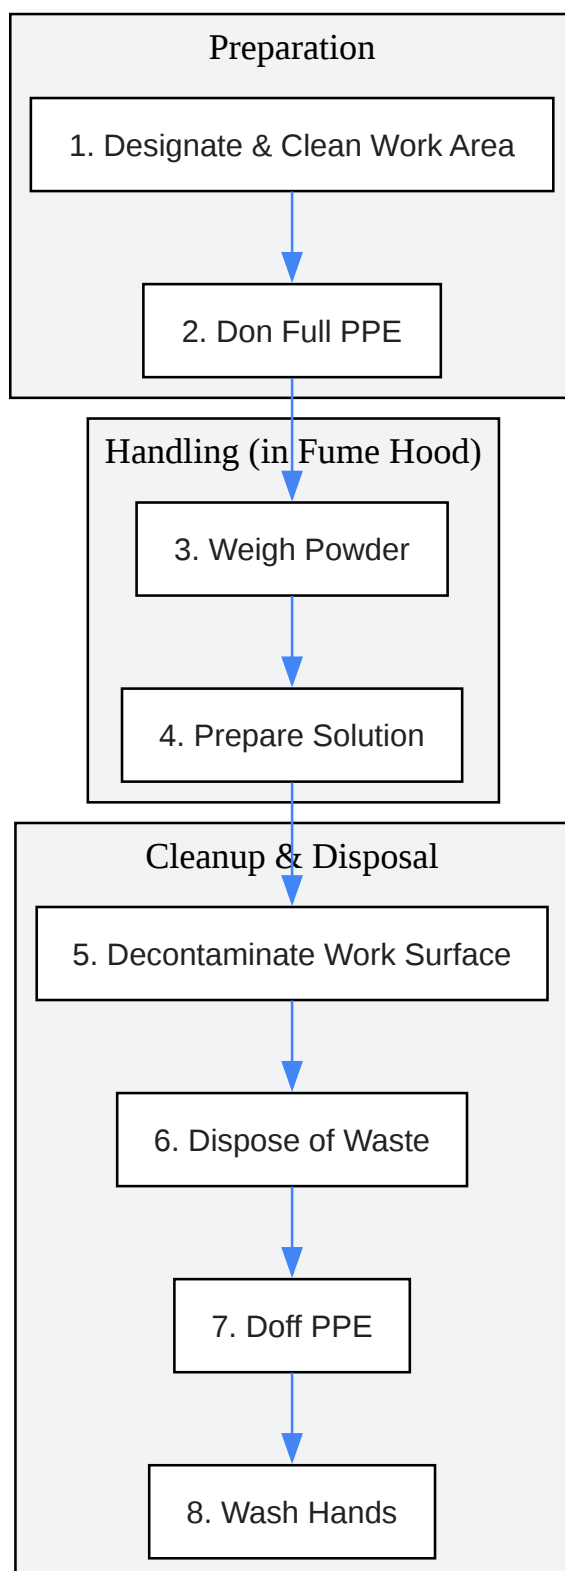 Preparation
1. Designate & Clean Work Area
2. Don Full PPE
Handling (in Fume Hood)
3. Weigh Powder
4. Prepare Solution
Cleanup & Disposal
5. Decontaminate Work Surface
6. Dispose of Waste
7. Doff PPE
8. Wash Hands